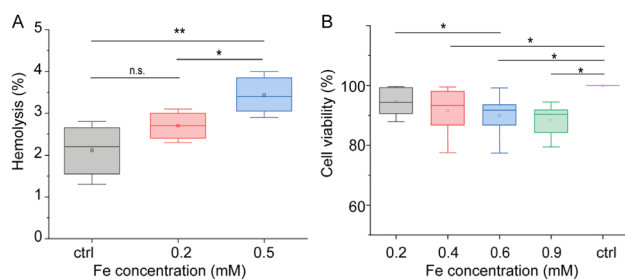 A
Hemolysis (%)
5
4
3
2
1
0
**
n.s.
*
ctrl 0.2 0.5
Fe concentration (mM)
B
Cell viability (%)
100
80
60
*
*
*
*
0.2 0.4 0.6 0.9 ctrl
Fe concentration (mM)